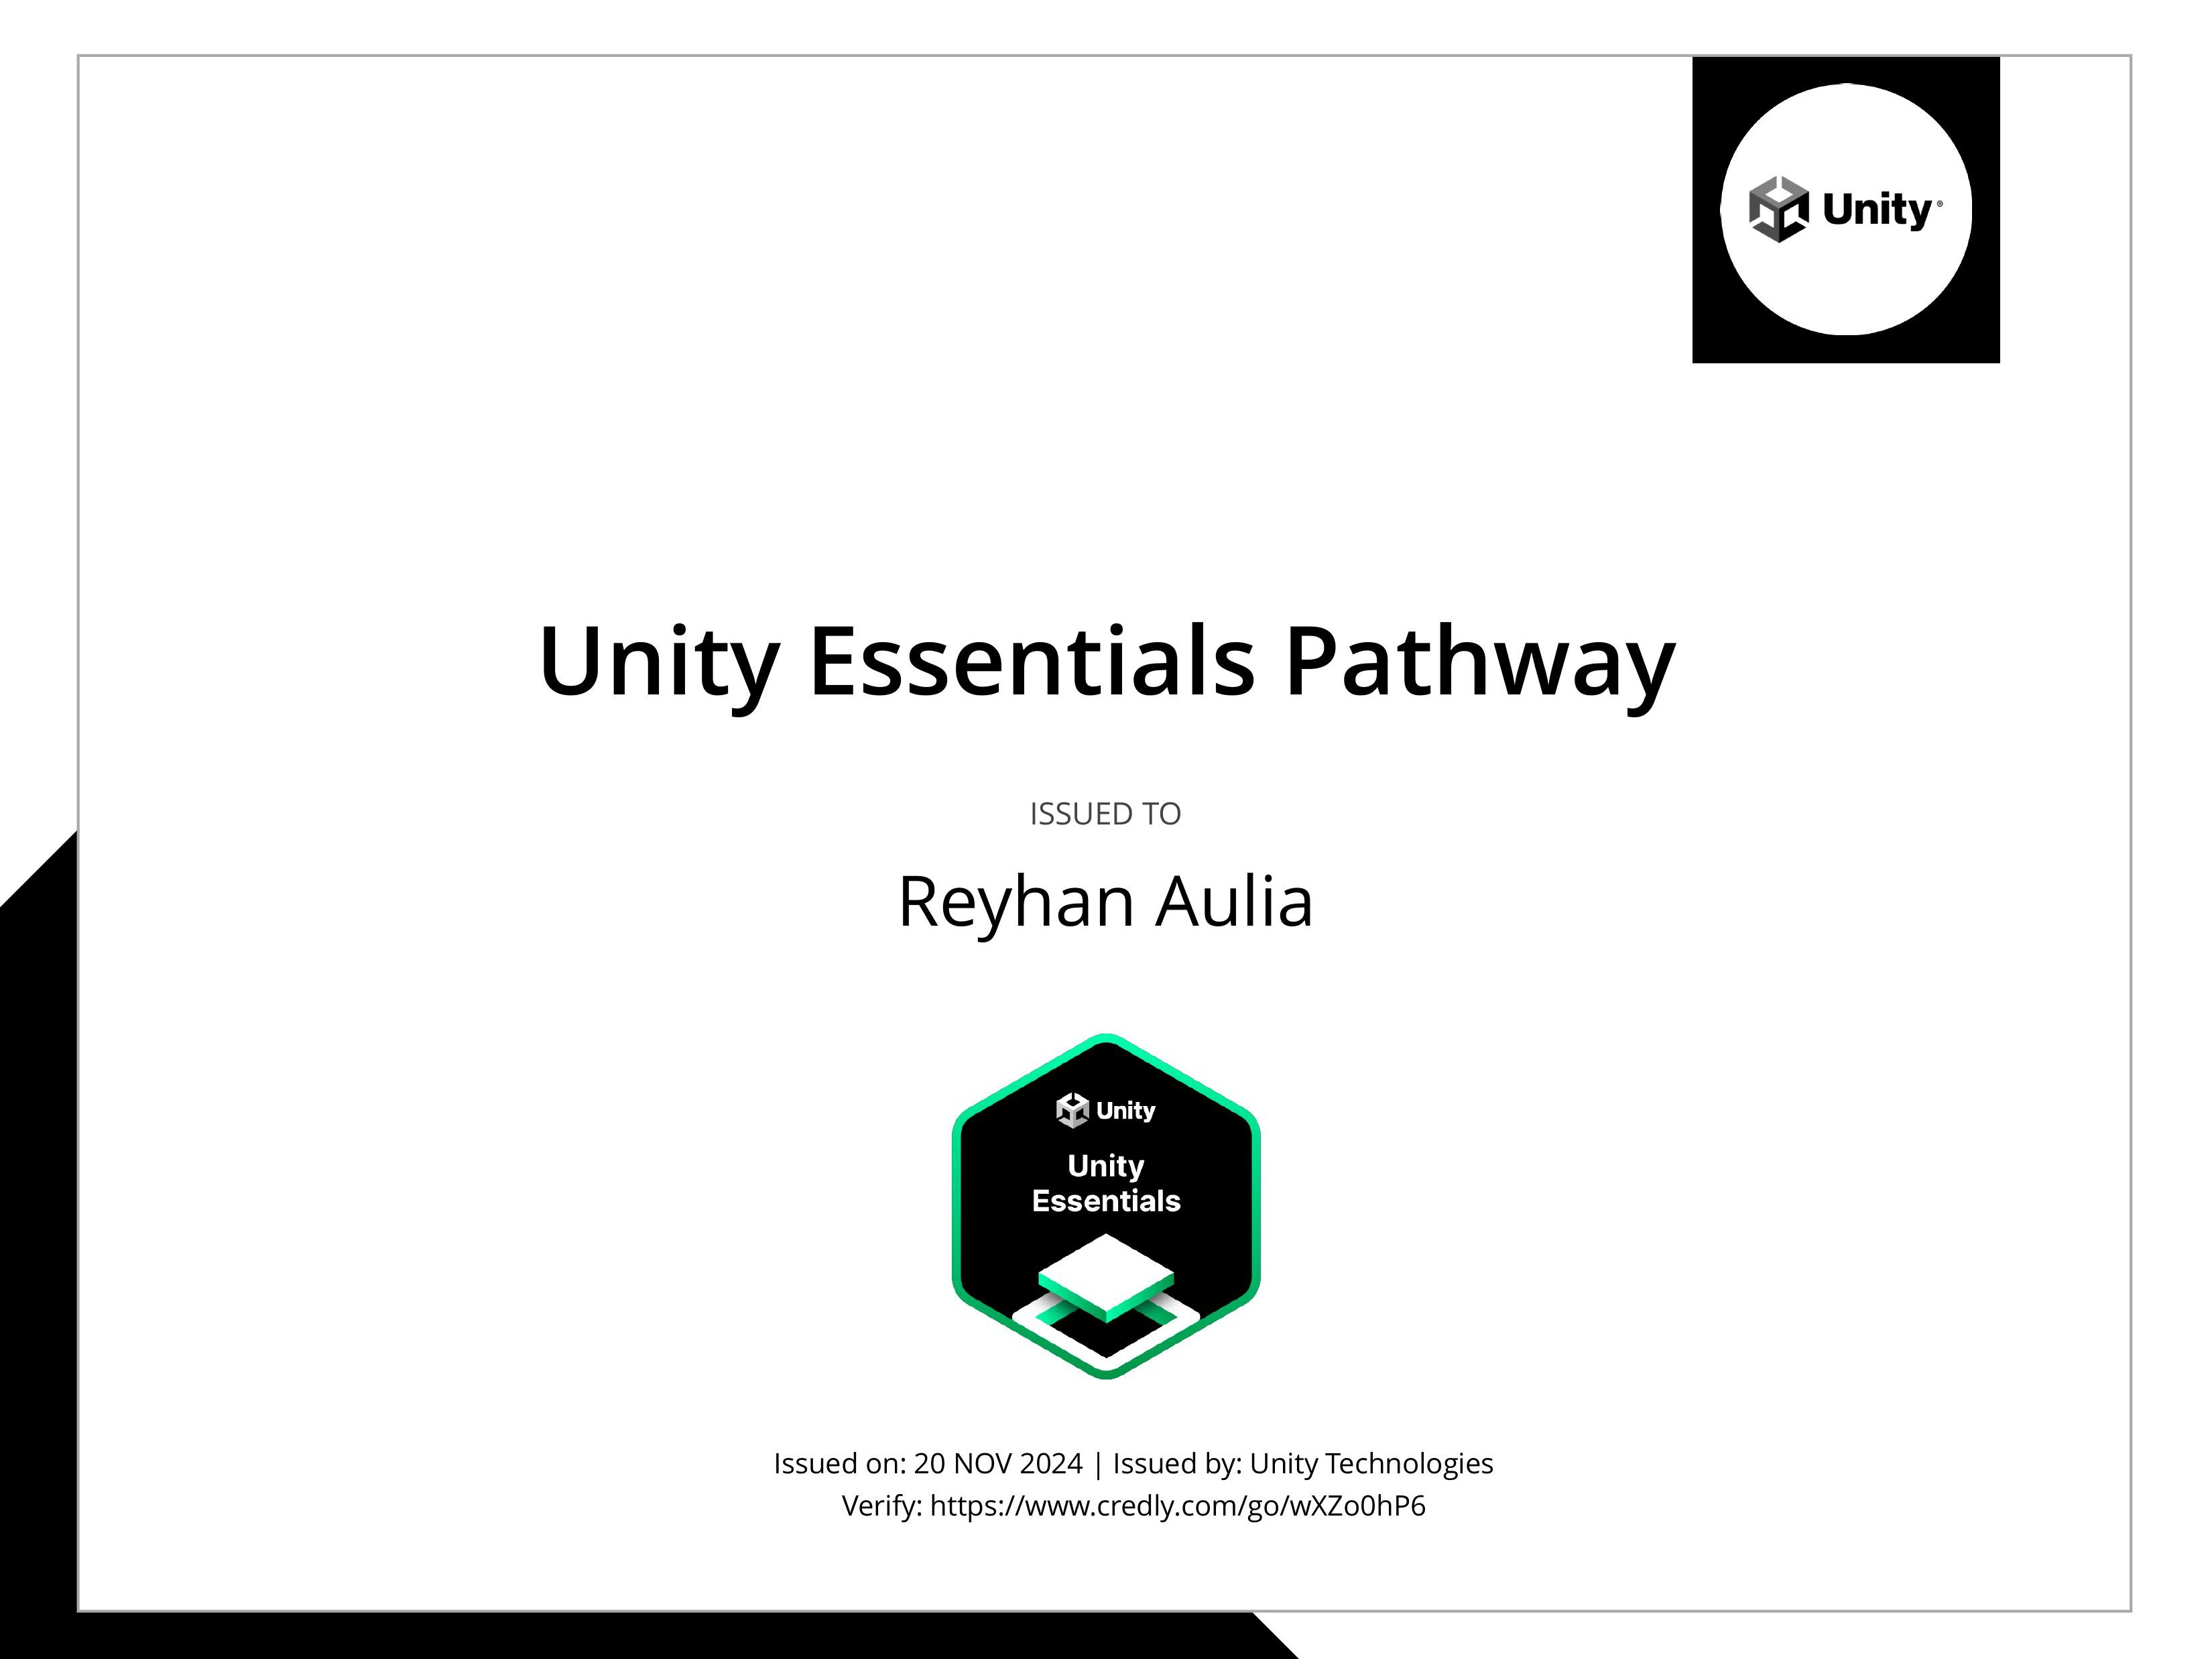 Unity®
Unity Essentials Pathway
ISSUED TO
Reyhan Aulia
Unity
Unity
Essentials
Issued on: 20 NOV 2024 | Issued by: Unity Technologies
Verify: https://www.credly.com/go/wXZo0hP6